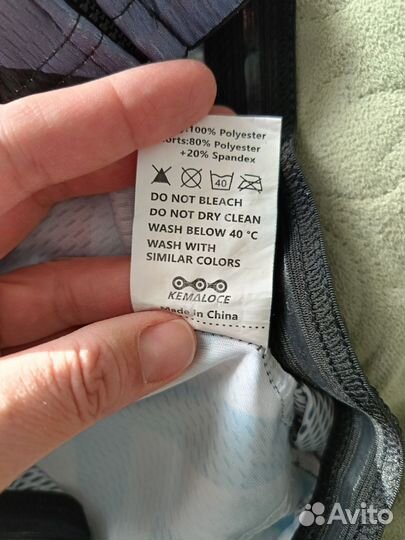 :100% Polyester
orts:80% Polyester
+20% Spandex
40
DO NOT BLEACH
DO NOT DRY CLEAN
WASH BELOW 40 °C
WASH WITH
SIMILAR COLORS
KEMALOCE
Made in China
Avito